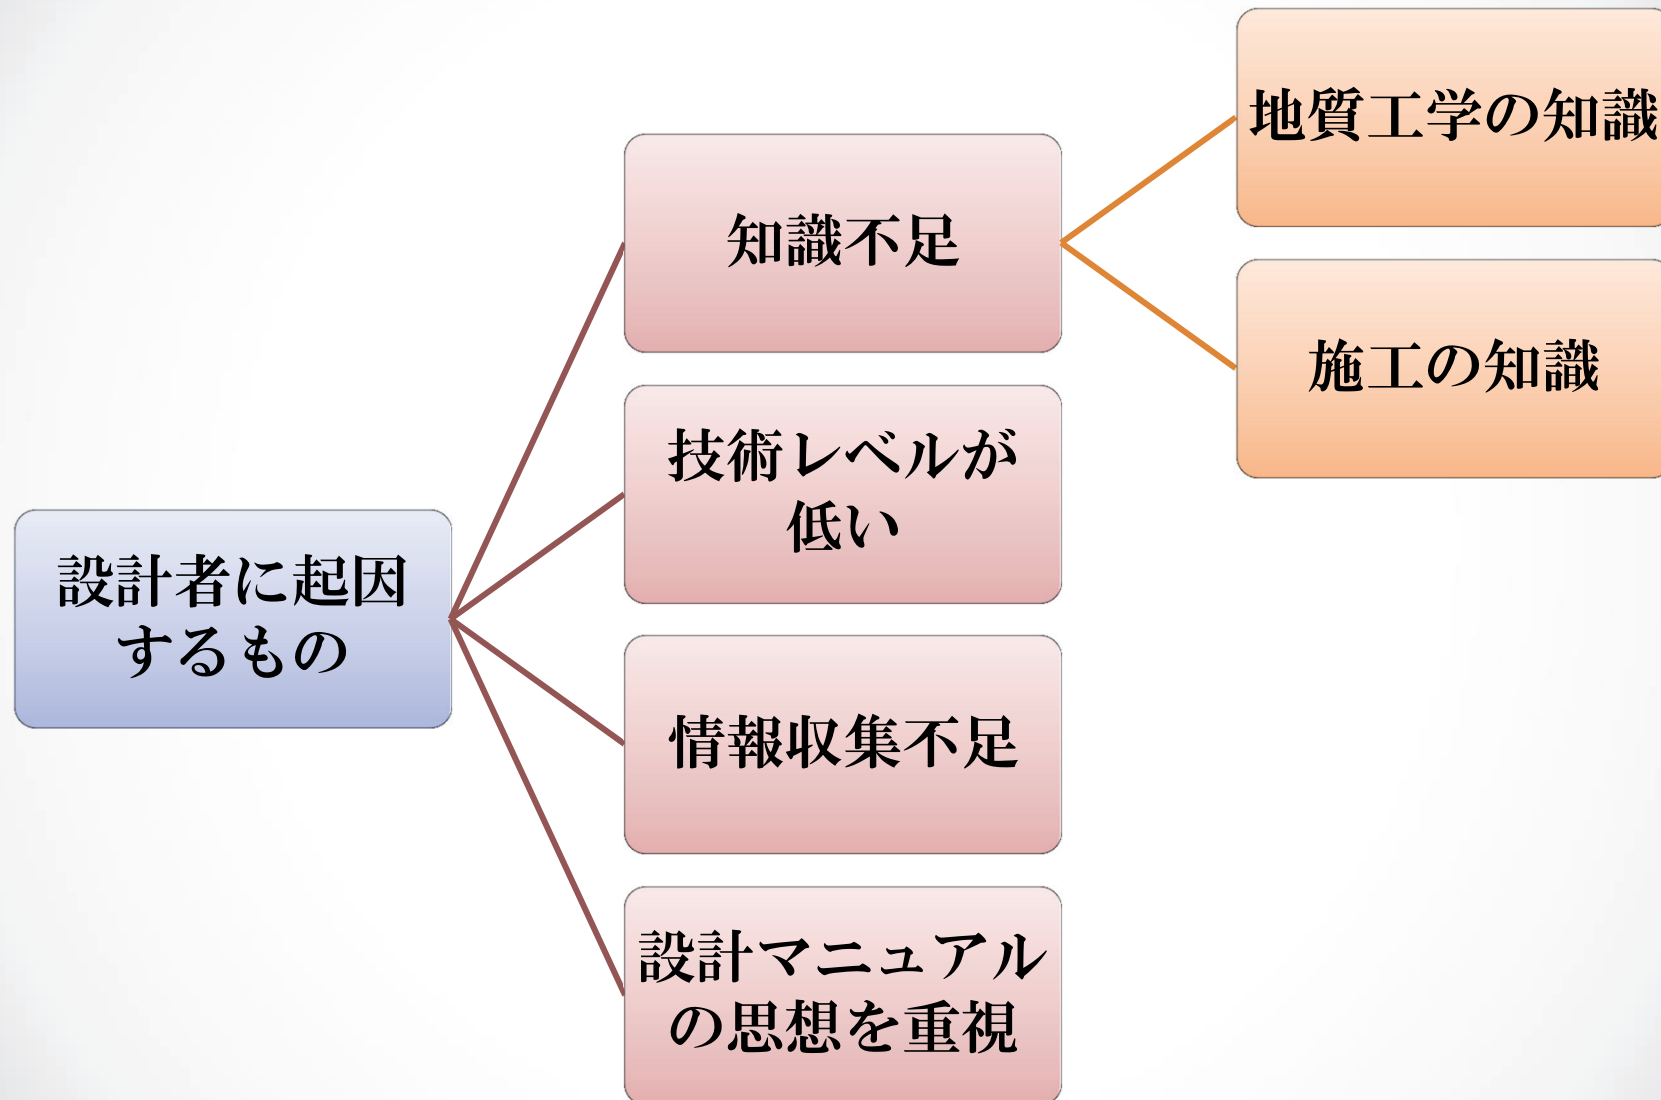 設計者に起因
するもの
知識不足
技術レベルが
低い
情報収集不足
設計マニュアル
の思想を重視
地質工学の知識
施工の知識